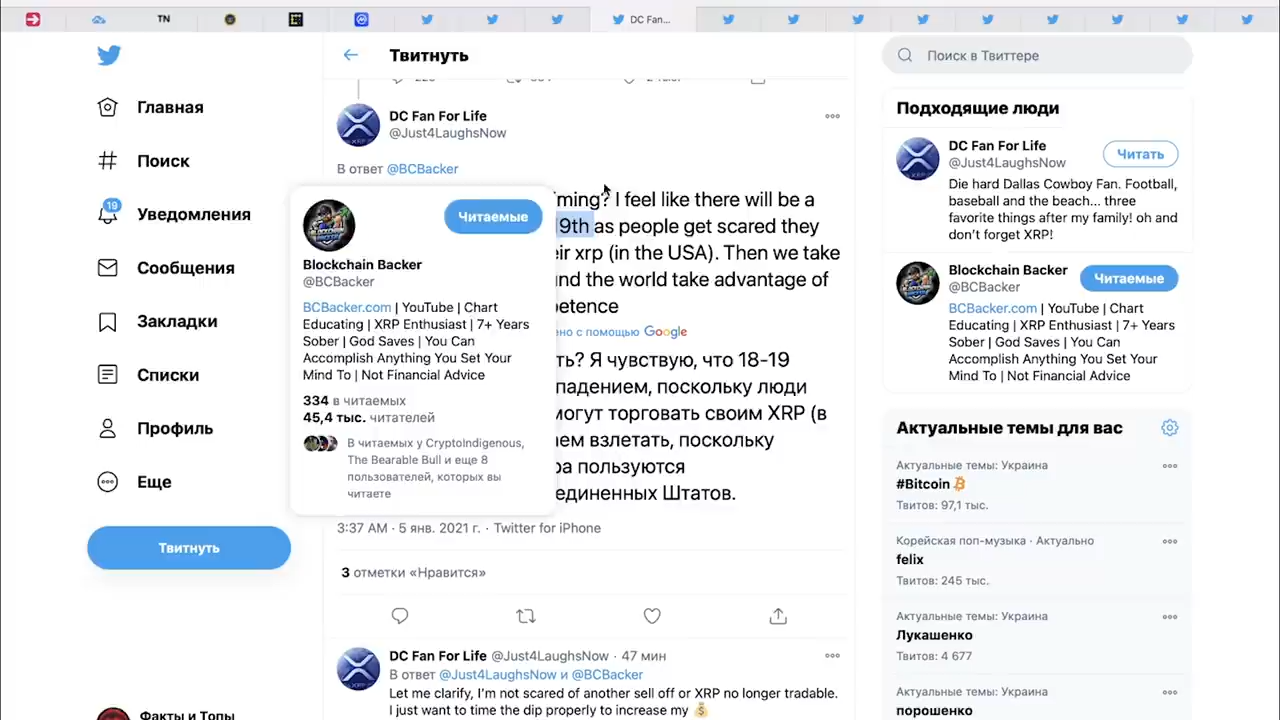 TN
DC Fan...
Главная
Поиск
19
Уведомления
Сообщения
Закладки
Списки
Профиль
Еще
Твитнуть
Факты и Топы
Твитнуть
DC Fan For Life
@Just4LaughsNow
В ответ @BCBacker
ming? I feel like there will be a
9th as people get scared they
ir xrp (in the USA). Then we take
nd the world take advantage of
petence
но с помощью Google
ть? Я чувствую, что 18-19
падением, поскольку люди
могут торговать своим XRP (в
ем взлетать, поскольку
ра пользуются
единенных Штатов.
Читаемые
Blockchain Backer
@BCBacker
BCBacker.com | YouTube | Chart
Educating | XRP Enthusiast | 7+ Years
Sober | God Saves | You Can
Accomplish Anything You Set Your
Mind To | Not Financial Advice
334 в читаемых
45,4 тыс. читателей
В читаемых у CryptoIndigenous,
The Bearable Bull и еще 8
пользователей, которых вы
читаете
3:37 AM · 5 янв. 2021 г. · Twitter for iPhone
3 отметки «Нравится»
DC Fan For Life @Just4LaughsNow · 47 мин
В ответ @Just4LaughsNow и @BCBacker
Let me clarify, I’m not scared of another sell off or XRP no longer tradable.
I just want to time the dip properly to increase my 💰
Поиск в Твиттере
Подходящие люди
DC Fan For Life
@Just4LaughsNow
Читать
Die hard Dallas Cowboy Fan. Football,
baseball and the beach... three
favorite things after my family! oh and
don’t forget XRP!
Blockchain Backer
@BCBacker
Читаемые
BCBacker.com | YouTube | Chart
Educating | XRP Enthusiast | 7+ Years
Sober | God Saves | You Can
Accomplish Anything You Set Your
Mind To | Not Financial Advice
Актуальные темы для вас
Актуальные темы: Украина
#Bitcoin
Твитов: 97,1 тыс.
Корейская поп-музыка · Актуально
felix
Твитов: 245 тыс.
Актуальные темы: Украина
Лукашенко
Твитов: 4 677
Актуальные темы: Украина
порошенко